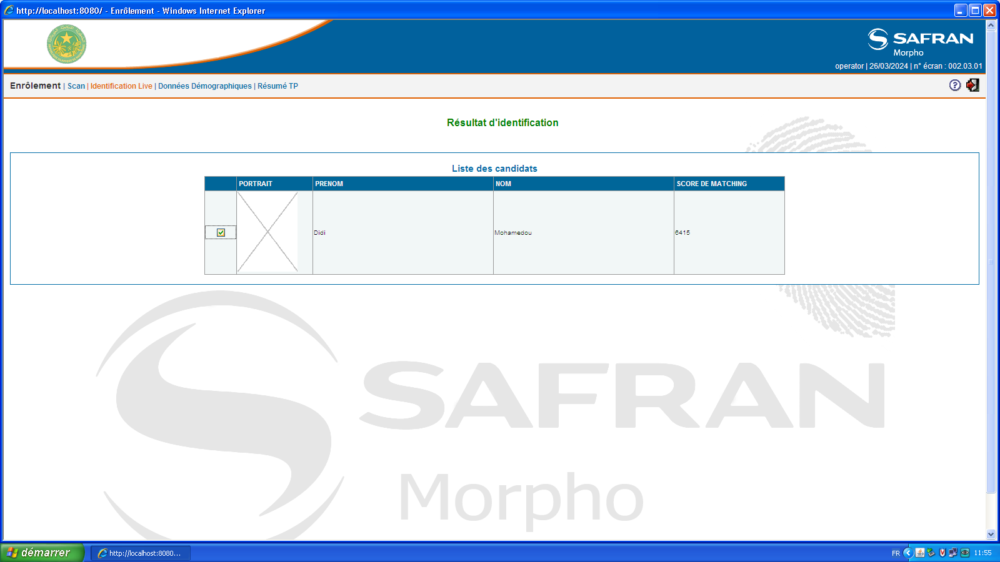 http://localhost:8080/ - Enrôlement - Windows Internet Explorer
SAFRAN
Morpho
operator | 26/03/2024 | n° écran : 002.03.01
Enrôlement | Scan | Identification Live | Données Démographiques | Résumé TP
Résultat d'identification
Liste des candidats
PORTRAIT PRENOM NOM SCORE DE MATCHING
Didi Mohamedou 6415
SAFRAN
Morpho
démarrer http://localhost:8080... FR 11:55